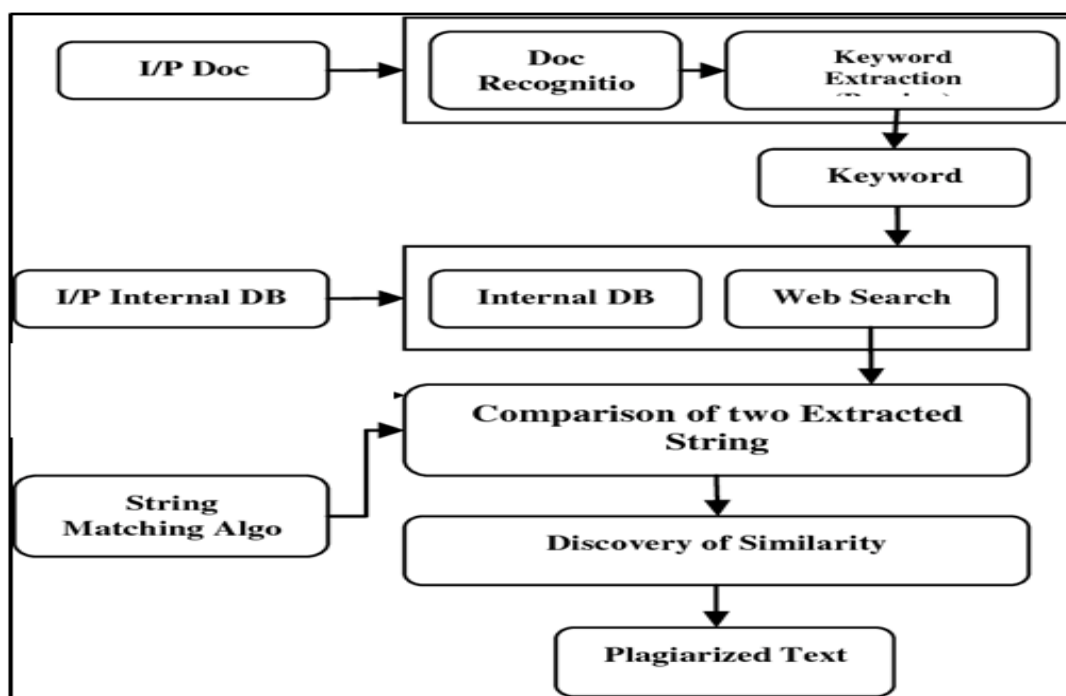 I/P Doc
Doc
Recognitio
Keyword
Extraction
Keyword
I/P Internal DB
Internal DB
Web Search
Comparison of two Extracted
String
String
Matching Algo
Discovery of Similarity
Plagiarized Text